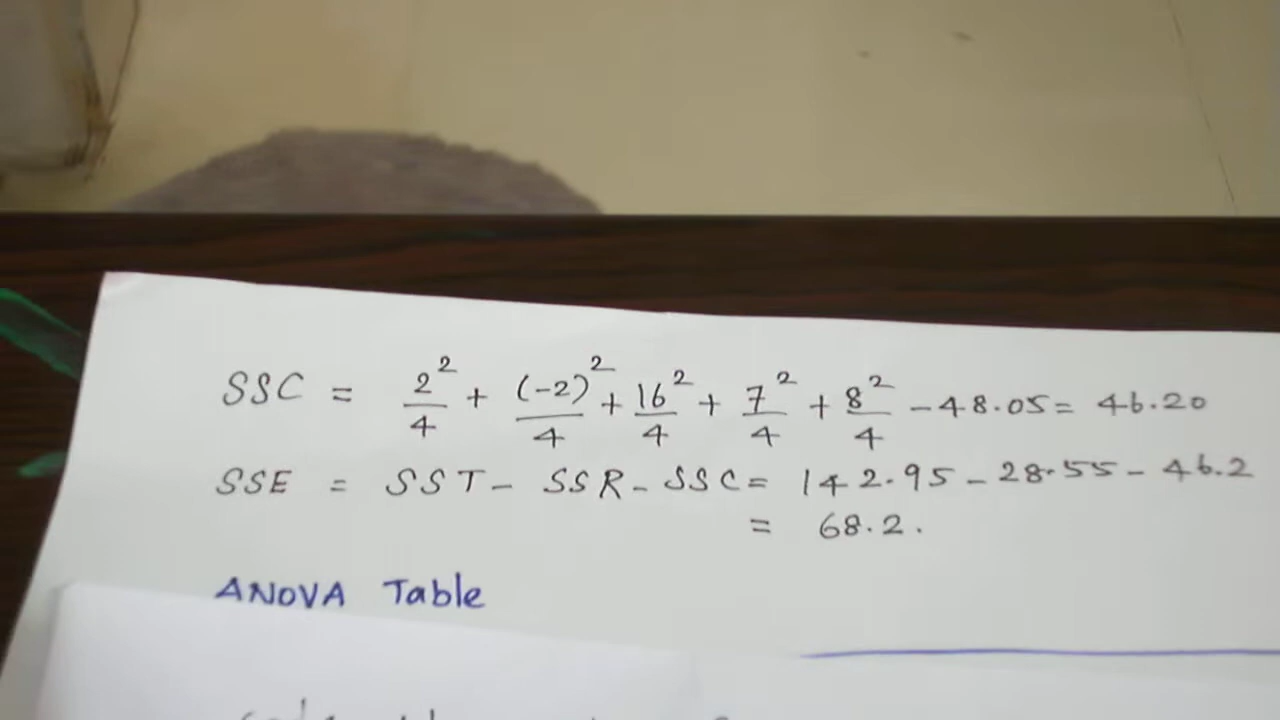 SSC = 2²/4 + (-2)²/4 + 16²/4 + 7²/4 + 8²/4 - 48.05 = 46.20
SSE = SST - SSR - SSC = 142.95 - 28.55 - 46.2
= 68.2.
ANOVA Table